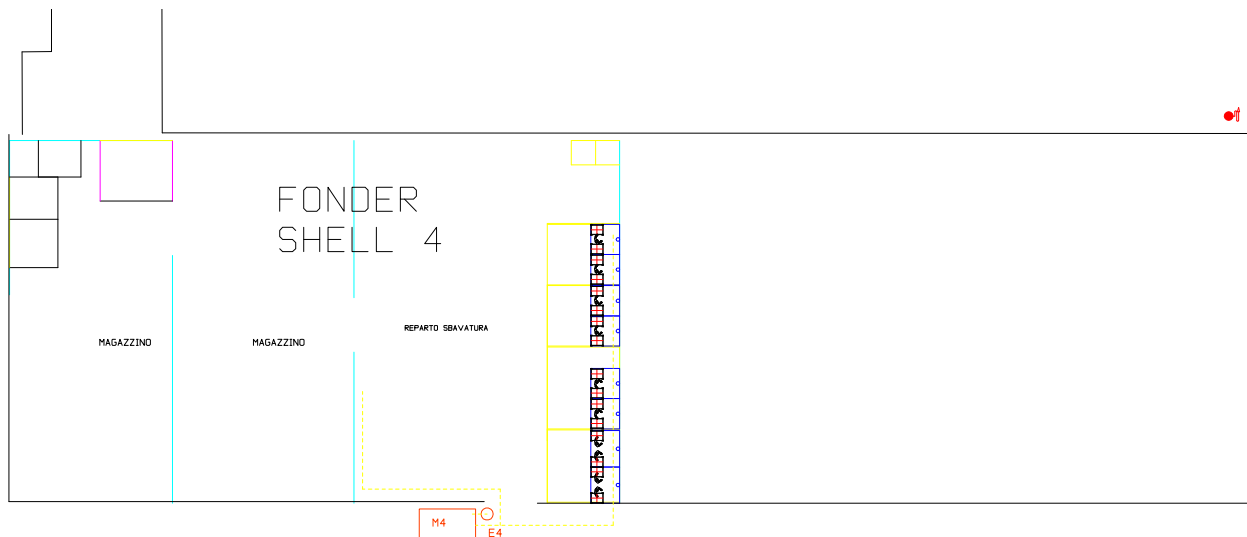 FONDER
SHELL 4
REPARTO SBAVATURA
MAGAZZINO
MAGAZZINO
M4
E4